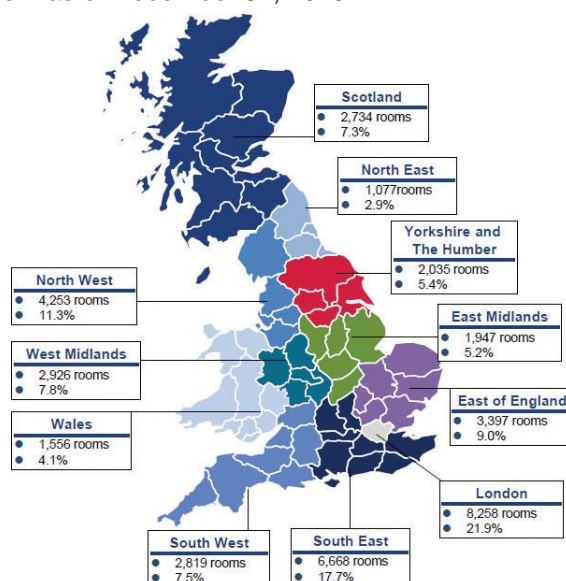 Scotland
2,734 rooms
7.3%
North East
1,077rooms
2.9%
Yorkshire and
The Humber
2,035 rooms
5.4%
North West
4,253 rooms
11.3%
East Midlands
1,947 rooms
5.2%
West Midlands
2,926 rooms
7.8%
East of England
3,397 rooms
9.0%
Wales
1,556 rooms
4.1%
London
8,258 rooms
21.9%
South West
2,819 rooms
7.5%
South East
6,668 rooms
17.7%